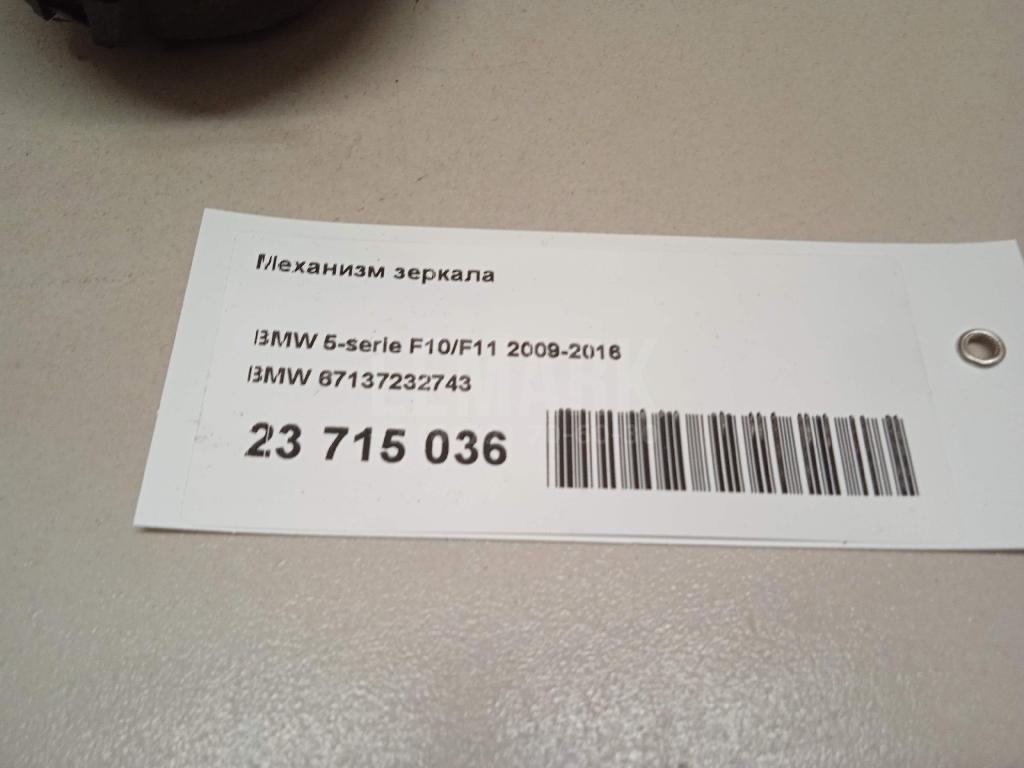 Механизм зеркала
BMW 5-serie F10/F11 2009-2016
BMW 67137232743
23 715 036